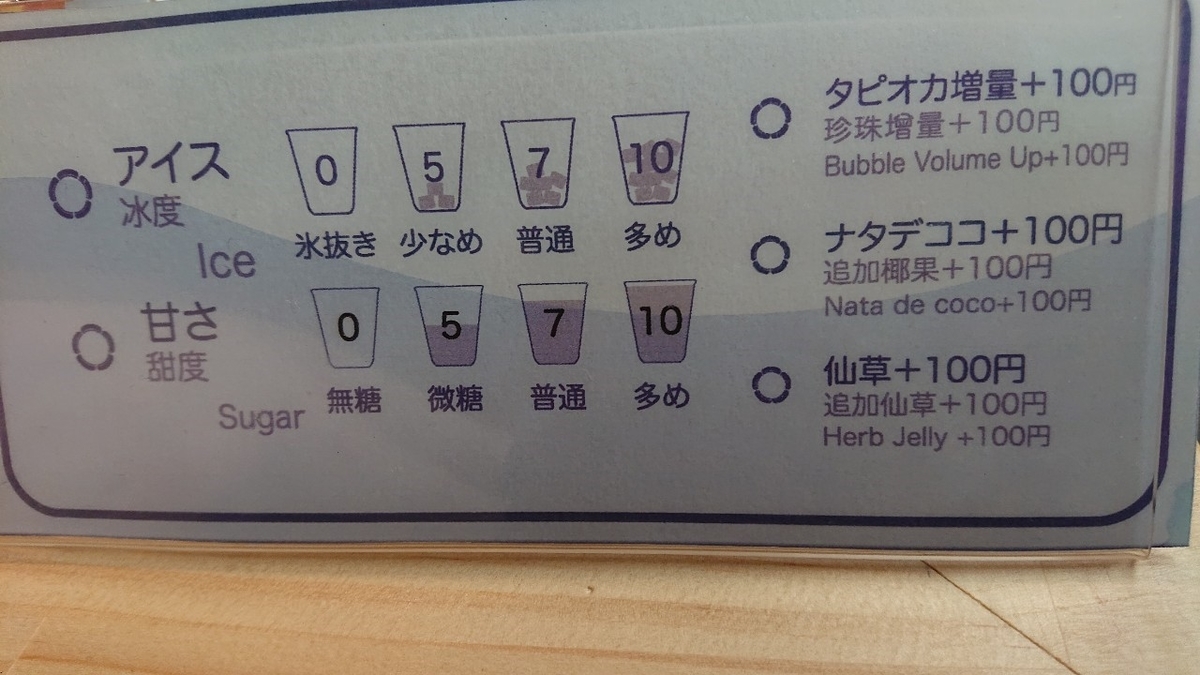 アイス
冰度
Ice
0 5 7 10
氷抜き 少なめ 普通 多め
甘さ
甜度
Sugar
0 5 7 10
無糖 微糖 普通 多め
タピオカ増量+100円
珍珠增量+100円
Bubble Volume Up+100円
ナタデココ+100円
追加椰果+100円
Nata de coco+100円
仙草+100円
追加仙草+100円
Herb Jelly +100円